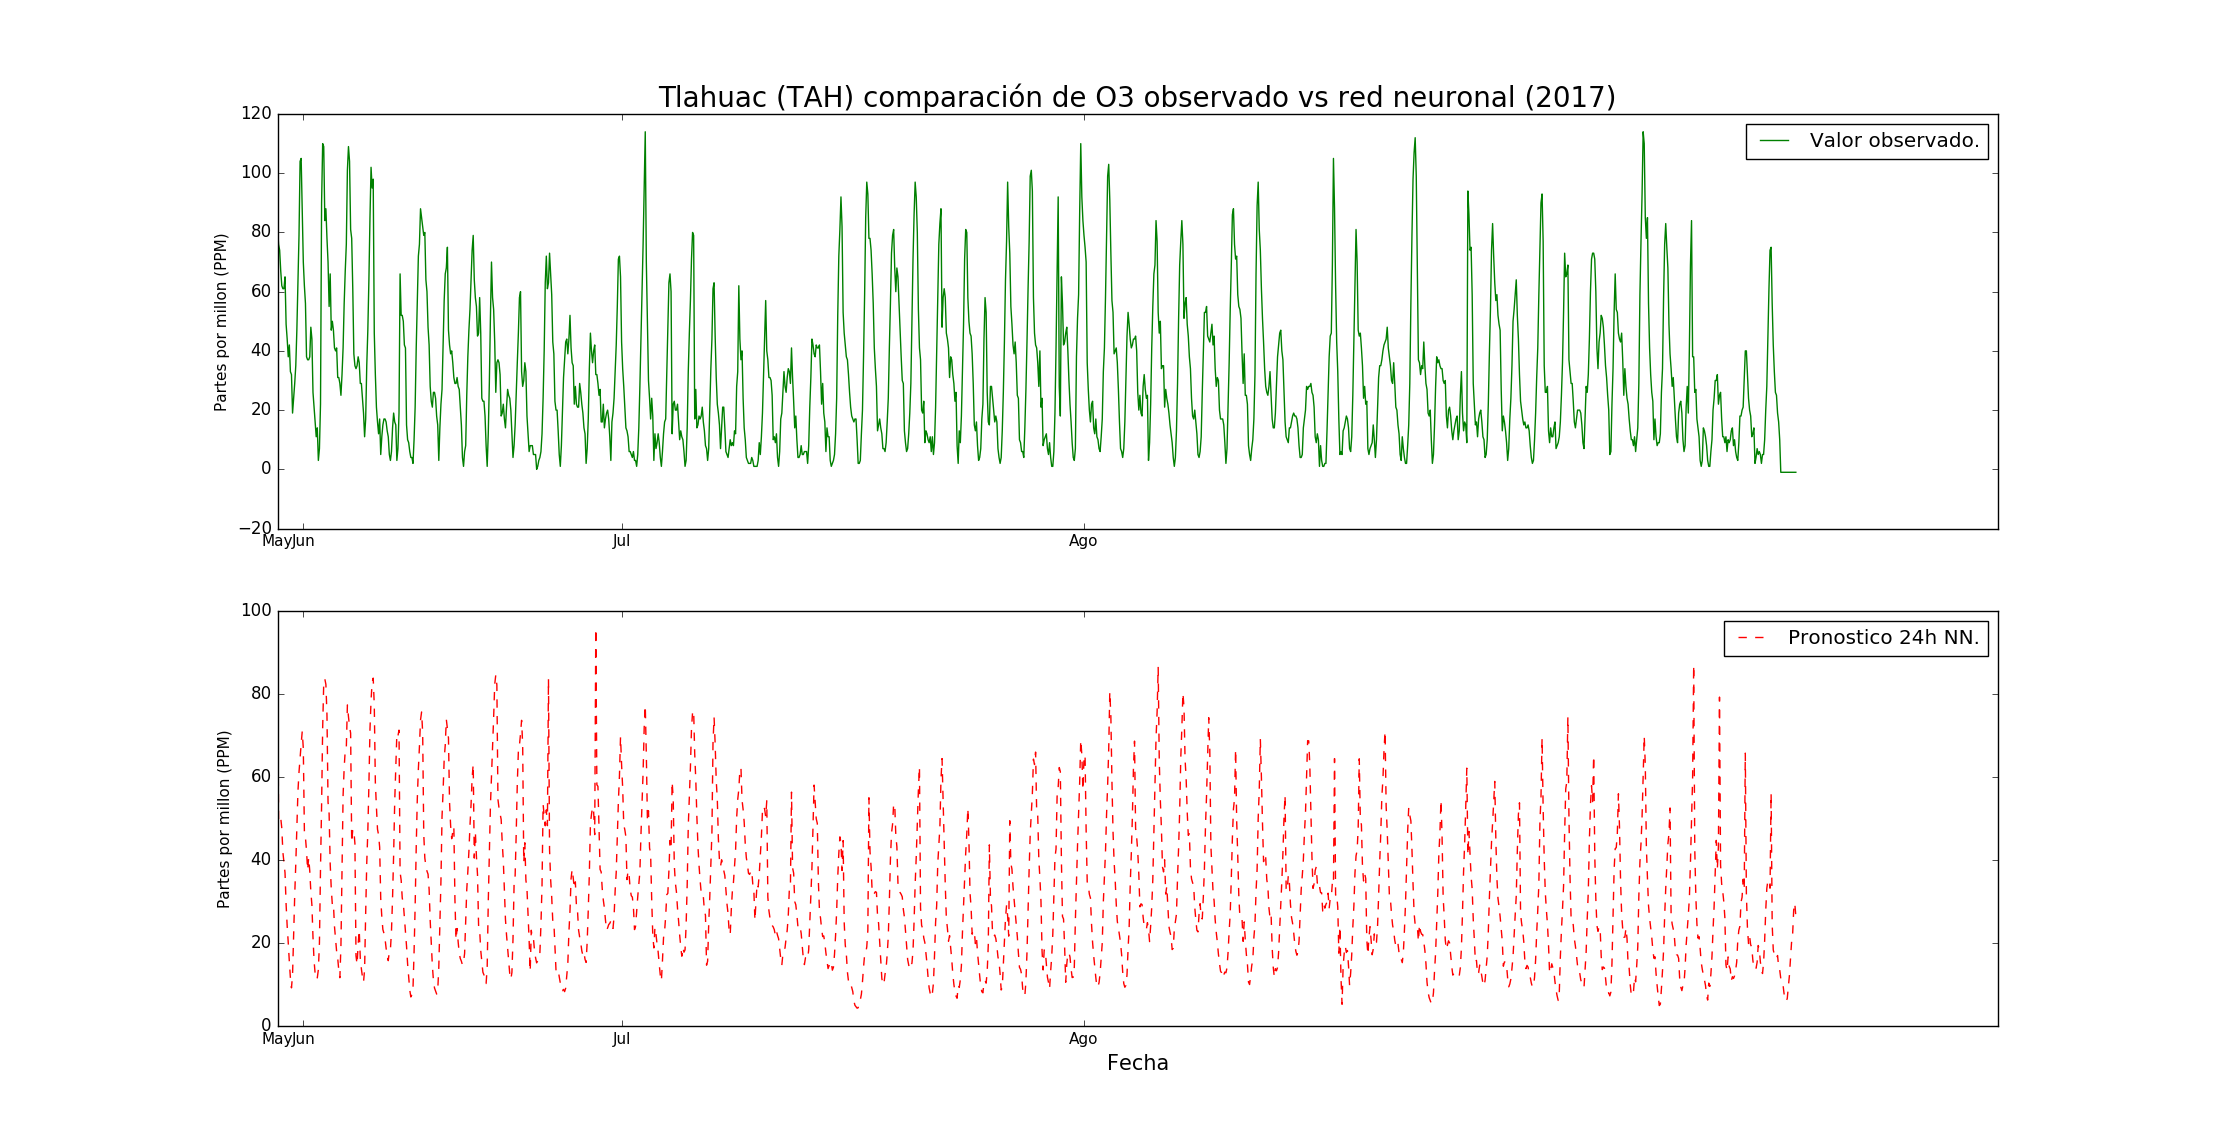 Tlahuac (TAH) comparación de O3 observado vs red neuronal (2017)
120
100
80
60
40
20
0
−20
Partes por millon (PPM)
Valor observado.
May
Jun
Jul
Ago
100
80
60
40
20
0
Partes por millon (PPM)
Pronostico 24h NN.
May
Jun
Jul
Ago
Fecha